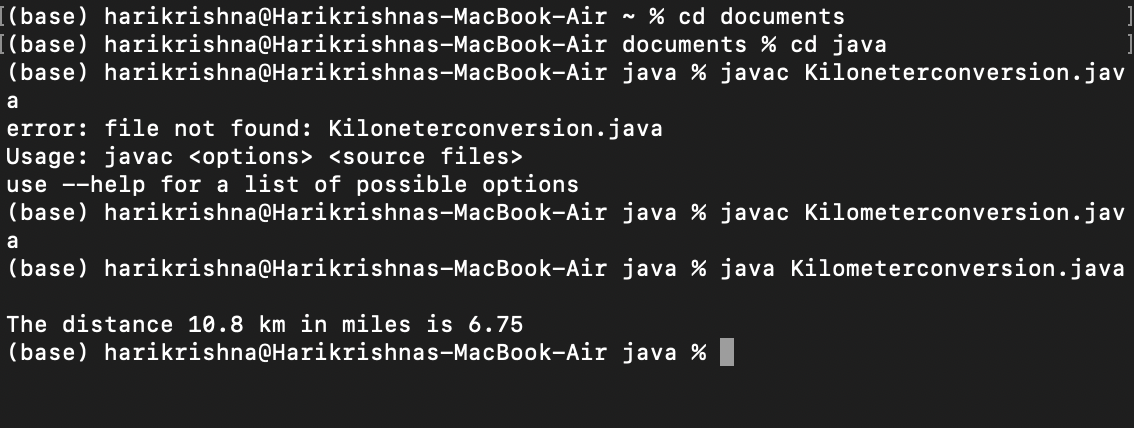 [(base) harikrishna@Harikrishnas-MacBook-Air ~ % cd documents ]
[(base) harikrishna@Harikrishnas-MacBook-Air documents % cd java ]
(base) harikrishna@Harikrishnas-MacBook-Air java % javac Kiloneterconversion.jav
a
error: file not found: Kiloneterconversion.java
Usage: javac <options> <source files>
use --help for a list of possible options
(base) harikrishna@Harikrishnas-MacBook-Air java % javac Kilometerconversion.jav
a
(base) harikrishna@Harikrishnas-MacBook-Air java % java Kilometerconversion.java
The distance 10.8 km in miles is 6.75
(base) harikrishna@Harikrishnas-MacBook-Air java %